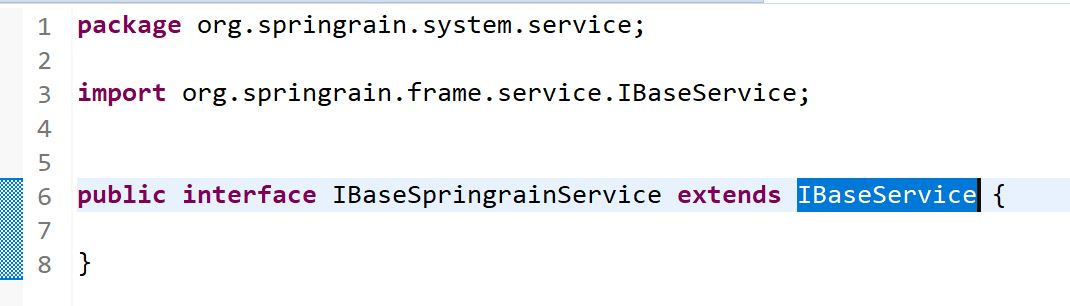 1 package org.springrain.system.service;
2
3 import org.springrain.frame.service.IBaseService;
4
5
6 public interface IBaseSpringrainService extends IBaseService {
7
8 }